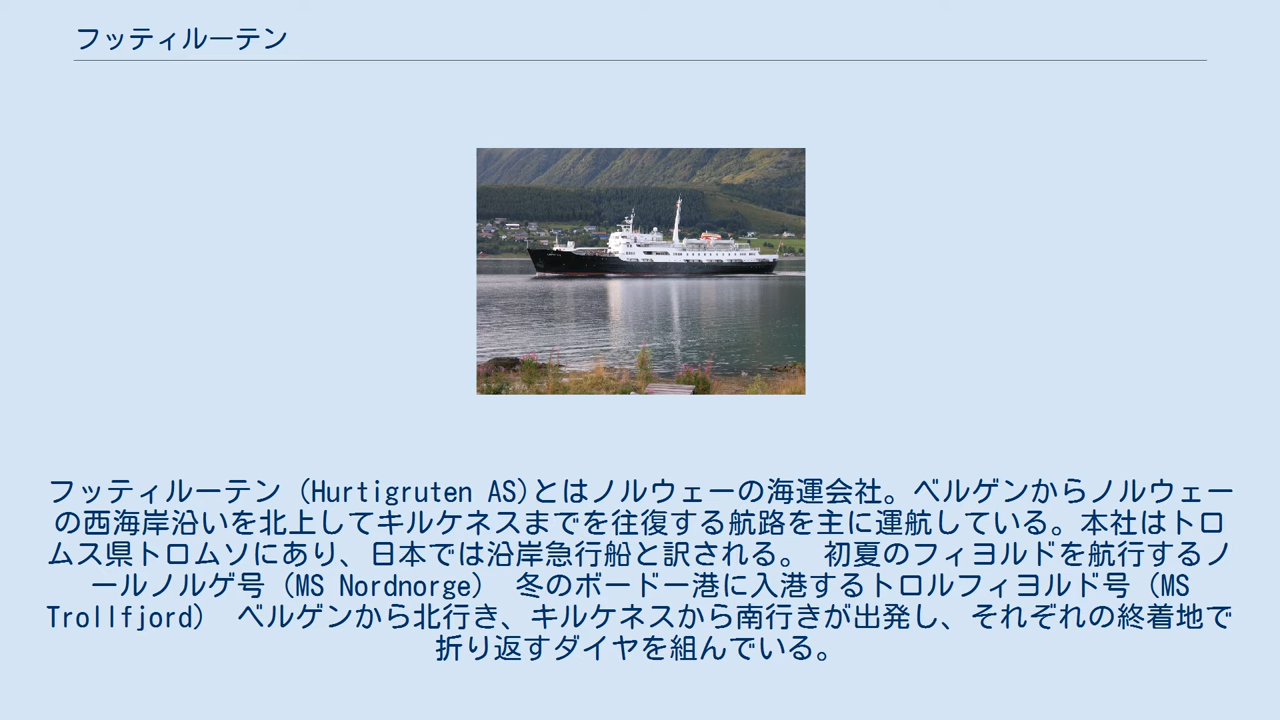 フッティルーテン
フッティルーテン (Hurtigruten AS)とはノルウェーの海運会社。ベルゲンからノルウェー
の西海岸沿いを北上してキルケネスまでを往復する航路を主に運航している。本社はトロ
ムス県トロムソにあり、日本では沿岸急行船と訳される。 初夏のフィヨルドを航行するノ
ールノルゲ号（MS Nordnorge） 冬のボードー港に入港するトロルフィヨルド号（MS
Trollfjord） ベルゲンから北行き、キルケネスから南行きが出発し、それぞれの終着地で
折り返すダイヤを組んでいる。